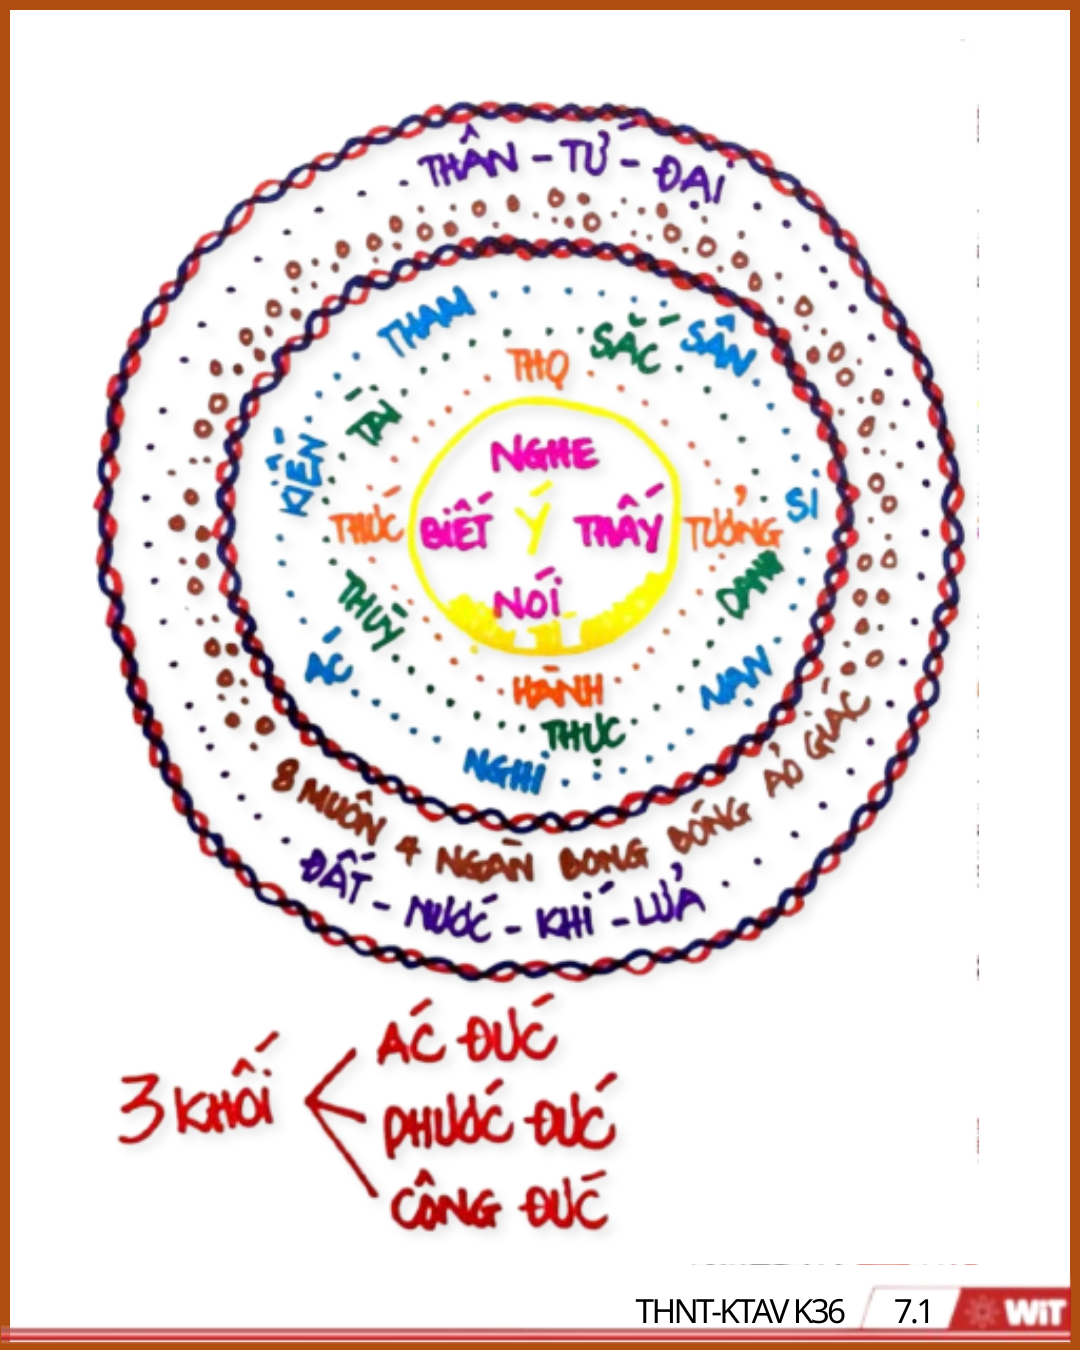 THÂN - TỨ - ĐẠI
THAM
SẮC
SÂN
THỌ
TÀI
KIẾN
NGHE
THỨC
BIẾT
Ý
THẤY
TƯỞNG
SI
DANH
THUỲ
NÓI
ÁC
HÀNH
MẠN
THỰC
NGHI
8 MUÔN 4 NGÀN BONG BÓNG ẢO GIÁC
ĐẤT - NƯỚC - KHÍ - LỬA
3 KHỐI
ÁC ĐỨC
PHƯỚC ĐỨC
CÔNG ĐỨC
THNT-KTAV K36 7.1 WiT